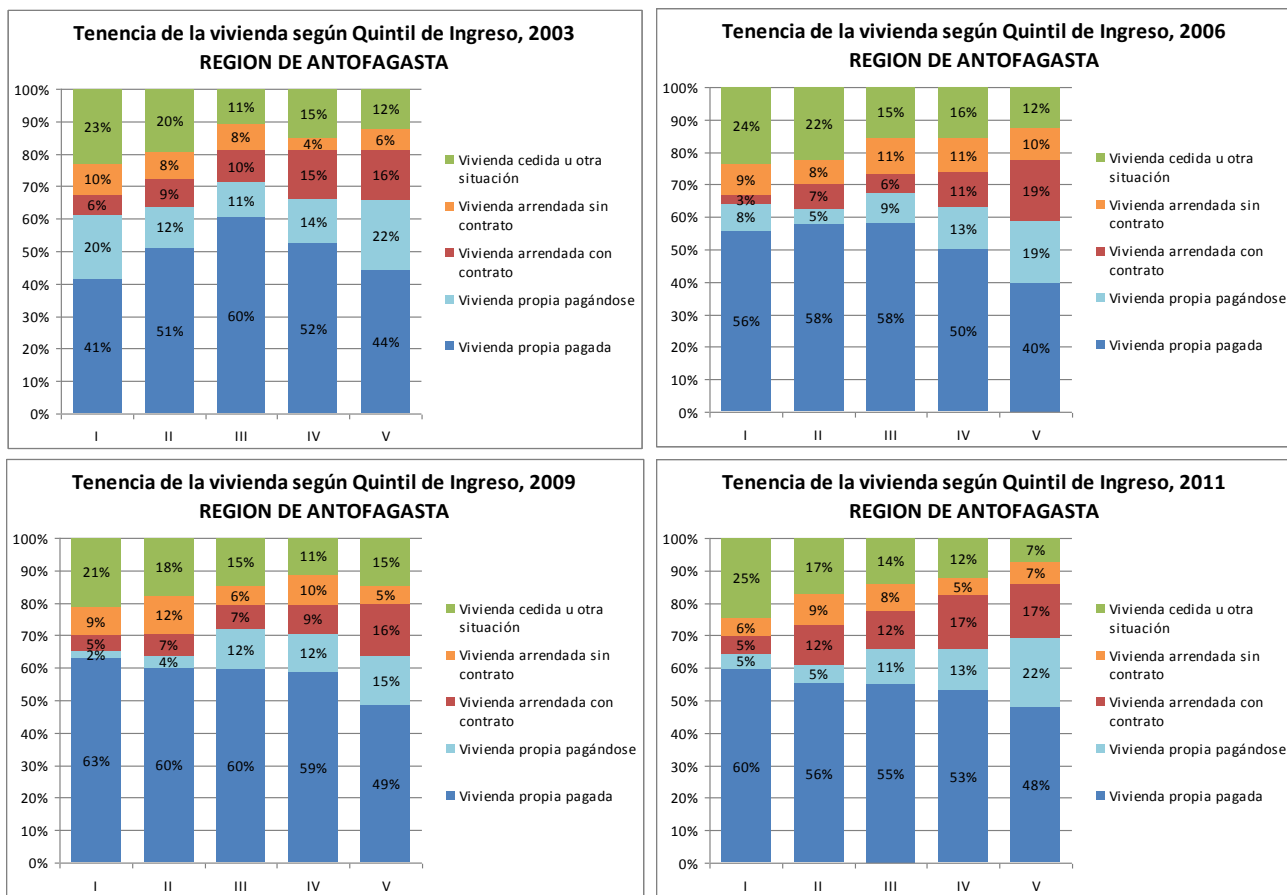 Tenencia de la vivienda según Quintil de Ingreso, 2003
REGION DE ANTOFAGASTA
100%
90%
80%
70%
60%
50%
40%
30%
20%
10%
0%
23%
20%
11%
15%
12%
10%
8%
8%
4%
6%
6%
9%
10%
15%
16%
20%
12%
11%
14%
22%
41%
51%
60%
52%
44%
I
II
III
IV
V
Vivienda cedida u otra
situación
Vivienda arrendada sin
contrato
Vivienda arrendada con
contrato
Vivienda propia pagándose
Vivienda propia pagada
Tenencia de la vivienda según Quintil de Ingreso, 2006
REGION DE ANTOFAGASTA
100%
90%
80%
70%
60%
50%
40%
30%
20%
10%
0%
24%
22%
15%
16%
12%
9%
8%
11%
11%
10%
3%
7%
6%
11%
19%
8%
5%
9%
13%
19%
56%
58%
58%
50%
40%
I
II
III
IV
V
Vivienda cedida u otra
situación
Vivienda arrendada sin
contrato
Vivienda arrendada con
contrato
Vivienda propia pagándose
Vivienda propia pagada
Tenencia de la vivienda según Quintil de Ingreso, 2009
REGION DE ANTOFAGASTA
100%
90%
80%
70%
60%
50%
40%
30%
20%
10%
0%
21%
18%
15%
11%
15%
9%
12%
6%
10%
5%
5%
7%
7%
9%
16%
2%
4%
12%
12%
15%
63%
60%
60%
59%
49%
I
II
III
IV
V
Vivienda cedida u otra
situación
Vivienda arrendada sin
contrato
Vivienda arrendada con
contrato
Vivienda propia pagándose
Vivienda propia pagada
Tenencia de la vivienda según Quintil de Ingreso, 2011
REGION DE ANTOFAGASTA
100%
90%
80%
70%
60%
50%
40%
30%
20%
10%
0%
25%
17%
14%
12%
7%
6%
9%
8%
5%
7%
5%
12%
12%
17%
17%
5%
5%
11%
13%
22%
60%
56%
55%
53%
48%
I
II
III
IV
V
Vivienda cedida u otra
situación
Vivienda arrendada sin
contrato
Vivienda arrendada con
contrato
Vivienda propia pagándose
Vivienda propia pagada